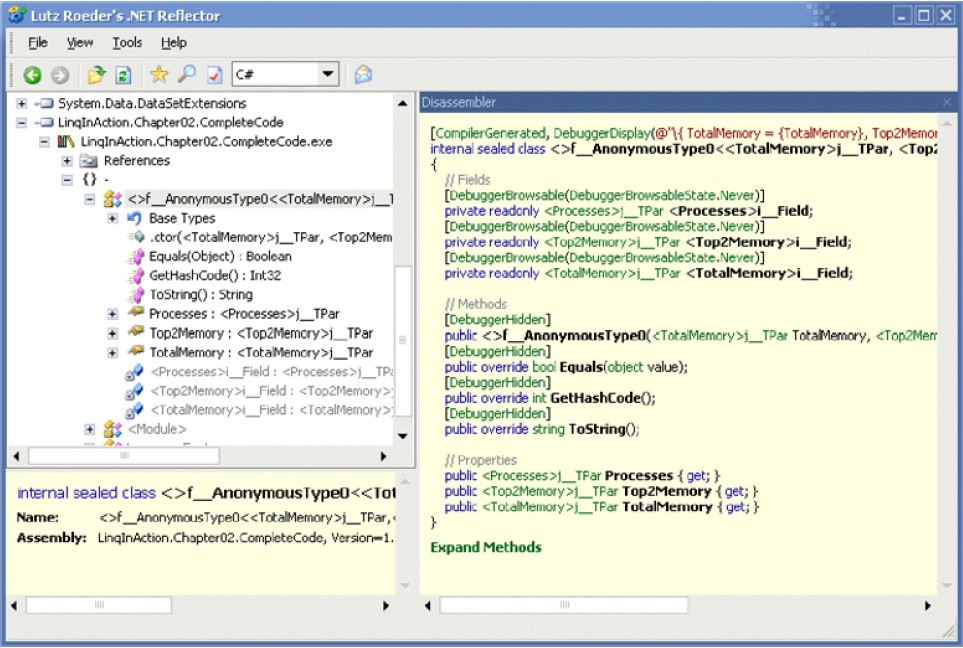 Lutz Roeder's .NET Reflector
File View Tools Help
C#
System.Data.DataSetExtensions
LinqInAction.Chapter02.CompleteCode
LinqInAction.Chapter02.CompleteCode.exe
References
{} -
<>f__AnonymousType0<<TotalMemory>j__T
Base Types
.ctor(<TotalMemory>j__TPar, <Top2Mem
Equals(Object) : Boolean
GetHashCode() : Int32
ToString() : String
Processes : <Processes>j__TPar
Top2Memory : <Top2Memory>j__TPar
TotalMemory : <TotalMemory>j__TPar
<Processes>i__Field : <Processes>j__TPa
<Top2Memory>i__Field : <Top2Memory>j
<TotalMemory>i__Field : <TotalMemory>j
<Module>
internal sealed class <>f__AnonymousType0<<Tot
Name: <>f__AnonymousType0<<TotalMemory>j__TPar,<
Assembly: LinqInAction.Chapter02.CompleteCode, Version=1.
Disassembler
[CompilerGenerated, DebuggerDisplay(@"\{ TotalMemory = {TotalMemory}, Top2Memor
internal sealed class <>f__AnonymousType0<<TotalMemory>j__TPar, <Top2
{
// Fields
[DebuggerBrowsable(DebuggerBrowsableState.Never)]
private readonly <Processes>j__TPar <Processes>i__Field;
[DebuggerBrowsable(DebuggerBrowsableState.Never)]
private readonly <Top2Memory>j__TPar <Top2Memory>i__Field;
[DebuggerBrowsable(DebuggerBrowsableState.Never)]
private readonly <TotalMemory>j__TPar <TotalMemory>i__Field;
// Methods
[DebuggerHidden]
public <>f__AnonymousType0(<TotalMemory>j__TPar TotalMemory, <Top2Mem
[DebuggerHidden]
public override bool Equals(object value);
[DebuggerHidden]
public override int GetHashCode();
[DebuggerHidden]
public override string ToString();
// Properties
public <Processes>j__TPar Processes { get; }
public <Top2Memory>j__TPar Top2Memory { get; }
public <TotalMemory>j__TPar TotalMemory { get; }
}
Expand Methods